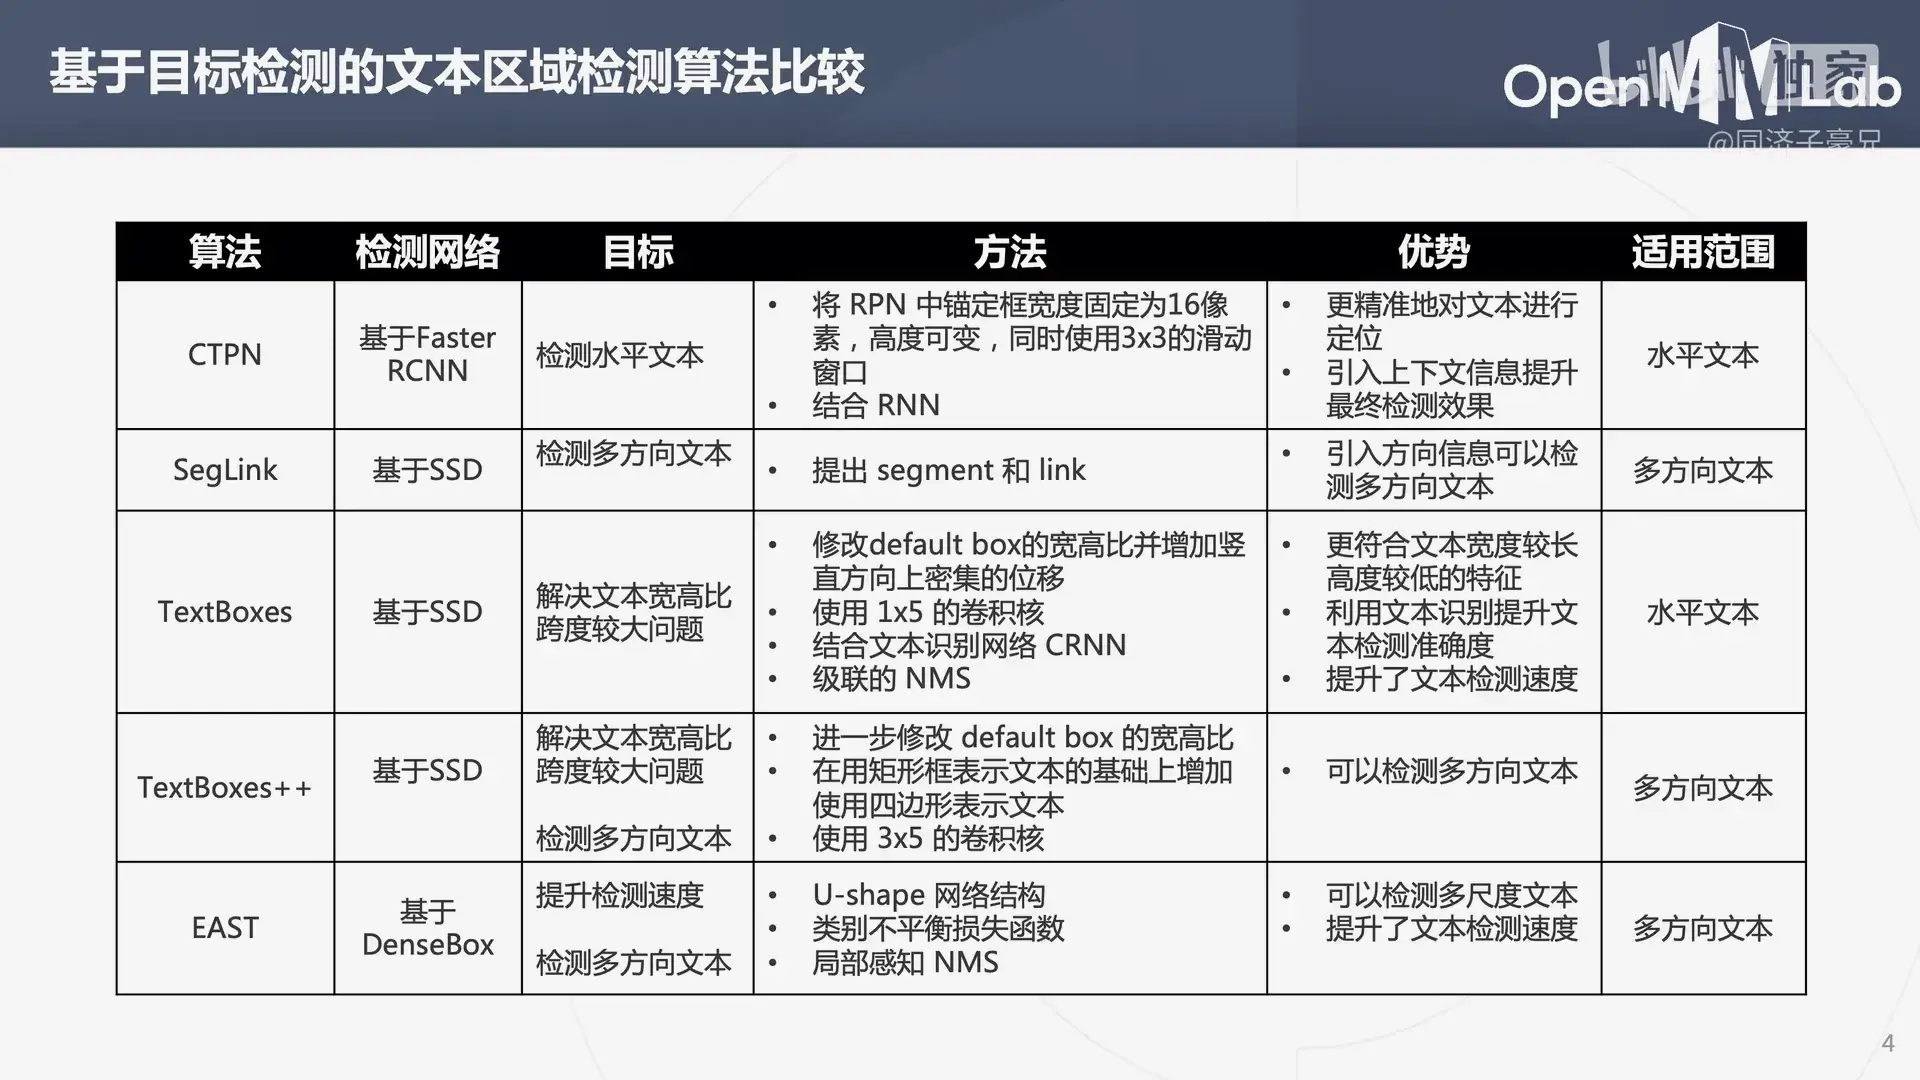 基于目标检测的文本区域检测算法比较
OpenMMLab
独家
@同济子豪兄
算法 检测网络 目标 方法 优势 适用范围
CTPN
基于Faster
RCNN
检测水平文本
• 将 RPN 中锚定框宽度固定为16像
素，高度可变，同时使用3x3的滑动
窗口
• 结合 RNN
• 更精准地对文本进行
定位
• 引入上下文信息提升
最终检测效果
水平文本
SegLink
基于SSD
检测多方向文本
• 提出 segment 和 link
• 引入方向信息可以检
测多方向文本
多方向文本
TextBoxes
基于SSD
解决文本宽高比
跨度较大问题
• 修改default box的宽高比并增加竖
直方向上密集的位移
• 使用 1x5 的卷积核
• 结合文本识别网络 CRNN
• 级联的 NMS
• 更符合文本宽度较长
高度较低的特征
• 利用文本识别提升文
本检测准确度
• 提升了文本检测速度
水平文本
TextBoxes++
基于SSD
解决文本宽高比
跨度较大问题
检测多方向文本
• 进一步修改 default box 的宽高比
• 在用矩形框表示文本的基础上增加
使用四边形表示文本
• 使用 3x5 的卷积核
• 可以检测多方向文本
多方向文本
EAST
基于
DenseBox
提升检测速度
检测多方向文本
• U-shape 网络结构
• 类别不平衡损失函数
• 局部感知 NMS
• 可以检测多尺度文本
• 提升了文本检测速度
多方向文本
4